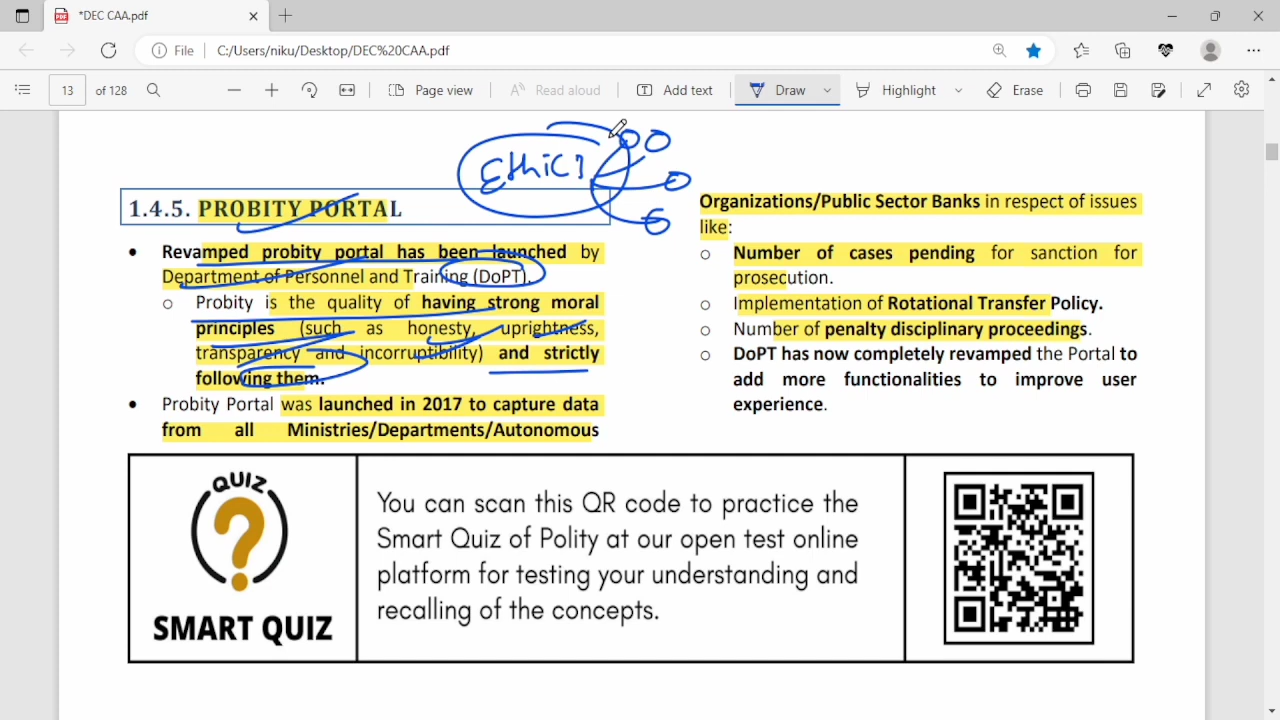 *DEC CAA.pdf
File
C:/Users/niku/Desktop/DEC%20CAA.pdf
13 of 128
Page view
Read aloud
Add text
Draw
Highlight
Erase
Ethics
1.4.5. PROBITY PORTAL
• Revamped probity portal has been launched by
Department of Personnel and Training (DoPT).
o Probity is the quality of having strong moral
principles (such as honesty, uprightness,
transparency and incorruptibility) and strictly
following them.
• Probity Portal was launched in 2017 to capture data
from all Ministries/Departments/Autonomous
Organizations/Public Sector Banks in respect of issues
like:
o Number of cases pending for sanction for
prosecution.
o Implementation of Rotational Transfer Policy.
o Number of penalty disciplinary proceedings.
o DoPT has now completely revamped the Portal to
add more functionalities to improve user
experience.
QUIZ
SMART QUIZ
You can scan this QR code to practice the
Smart Quiz of Polity at our open test online
platform for testing your understanding and
recalling of the concepts.